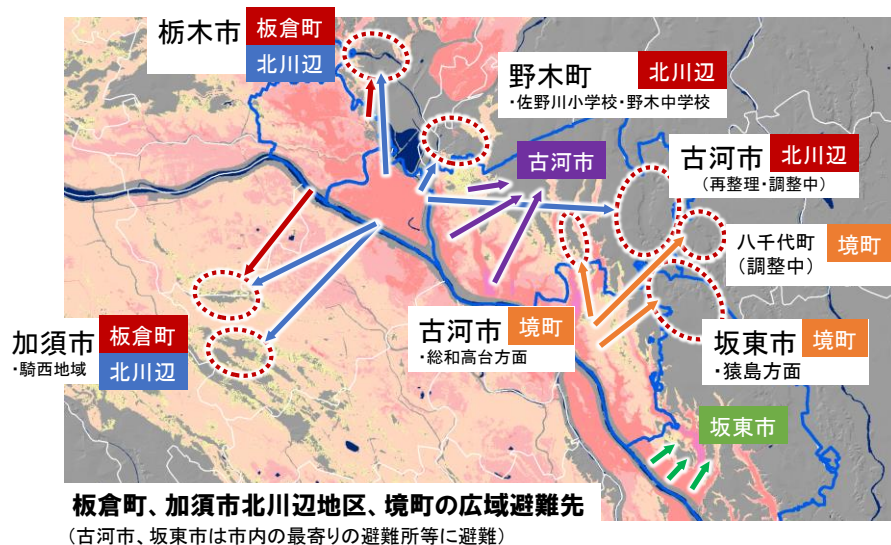 栃木市
板倉町
北川辺
野木町
北川辺
・佐野川小学校・野木中学校
古河市
古河市
北川辺
(再整理・調整中)
八千代町
(調整中)
境町
加須市
・騎西地域
板倉町
北川辺
古河市
境町
・総和高台方面
坂東市
境町
・猿島方面
坂東市
板倉町、加須市北川辺地区、境町の広域避難先
(古河市、坂東市は市内の最寄りの避難所等に避難)